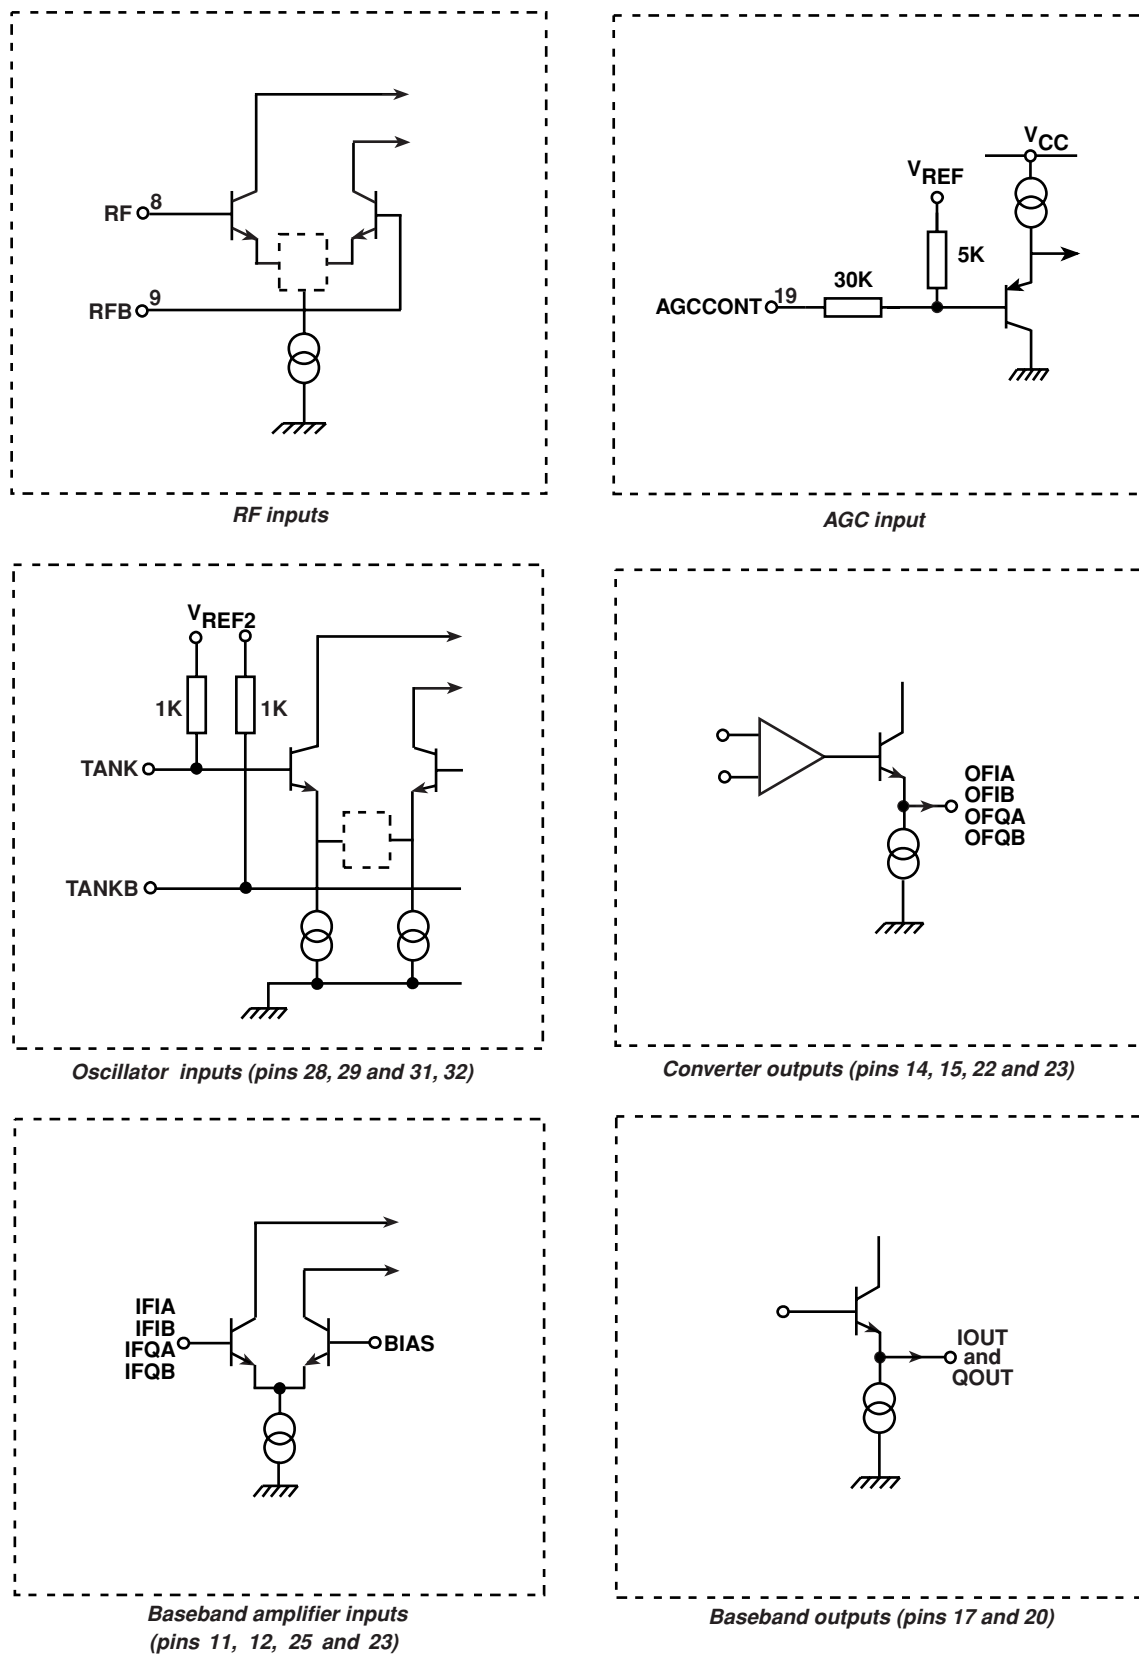 RF
8
RFB
9
RF inputs
VCC
VREF
5K
30K
AGCCONT
19
AGC input
VREF2
1K
1K
TANK
TANKB
Oscillator inputs (pins 28, 29 and 31, 32)
OFIA
OFIB
OFQA
OFQB
Converter outputs (pins 14, 15, 22 and 23)
IFIA
IFIB
IFQA
IFQB
BIAS
Baseband amplifier inputs
(pins 11, 12, 25 and 23)
IOUT
and
QOUT
Baseband outputs (pins 17 and 20)